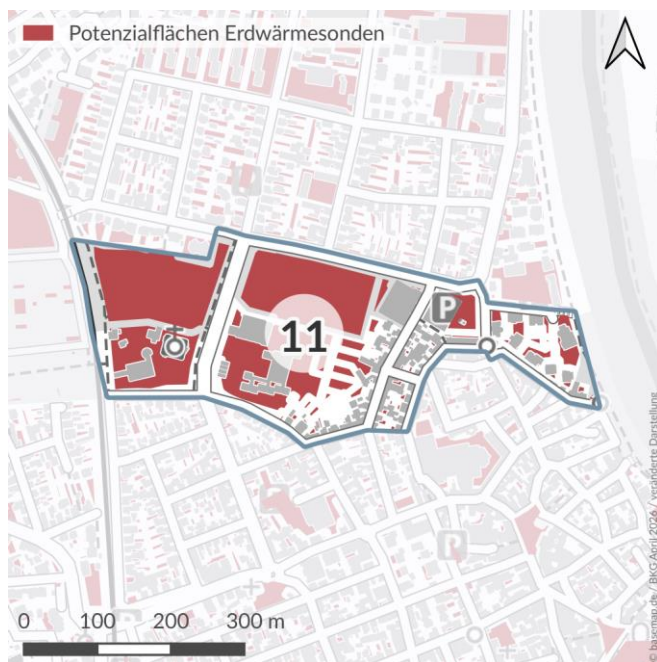 Potenzialflächen Erdwärmesonden
P
11
P
0 100 200 300 m
© basemap.de / BKG April 2026 / veränderte Darstellung